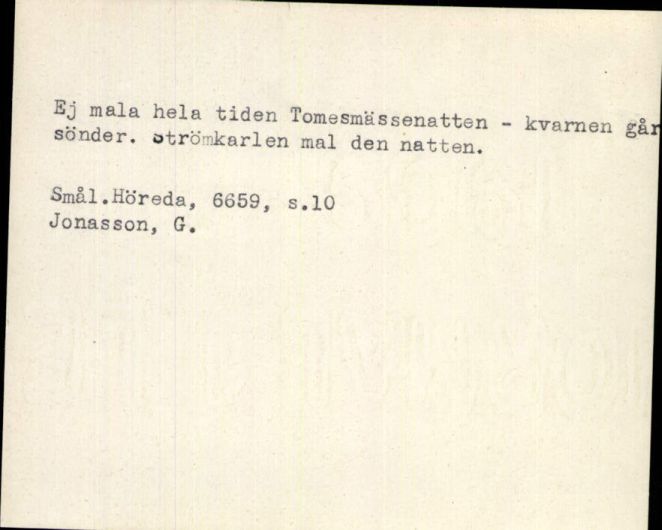 Ej mala hela tiden Tomesmässenatten - kvarnen går
sönder. Strömkarlen mal den natten.
Smål.Höreda, 6659, s.10
Jonasson, G.